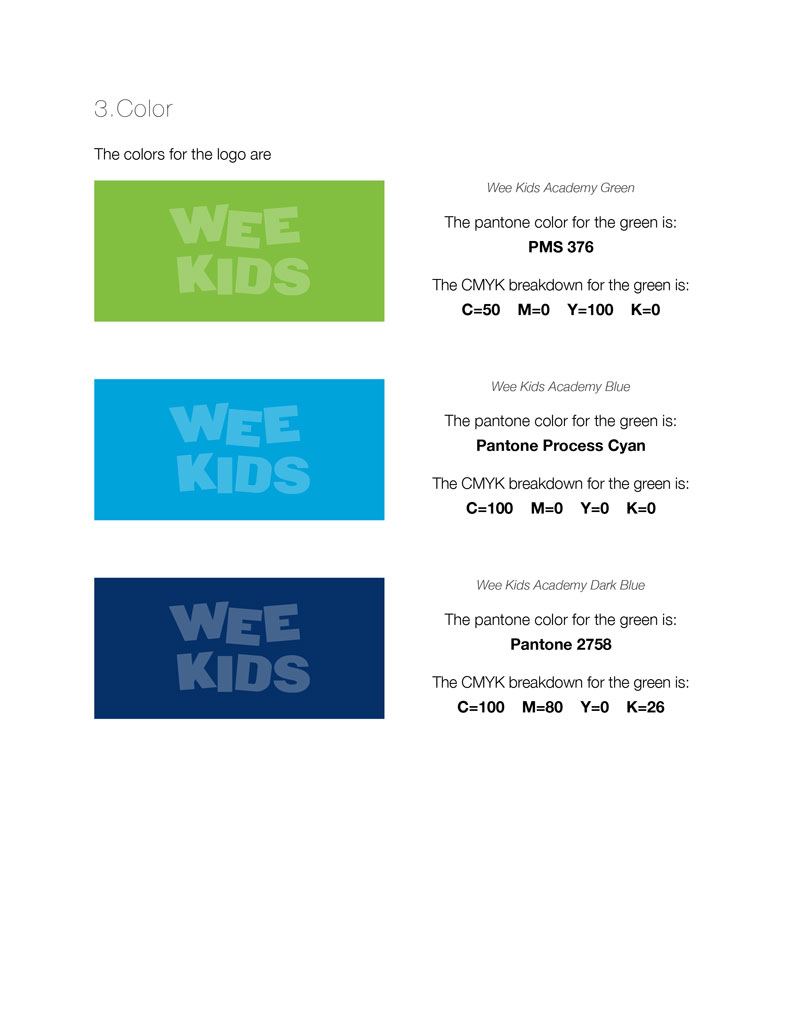 3.Color
The colors for the logo are
WEE
KIDS
Wee Kids Academy Green
The pantone color for the green is:
PMS 376
The CMYK breakdown for the green is:
C=50 M=0 Y=100 K=0
WEE
KIDS
Wee Kids Academy Blue
The pantone color for the green is:
Pantone Process Cyan
The CMYK breakdown for the green is:
C=100 M=0 Y=0 K=0
WEE
KIDS
Wee Kids Academy Dark Blue
The pantone color for the green is:
Pantone 2758
The CMYK breakdown for the green is:
C=100 M=80 Y=0 K=26